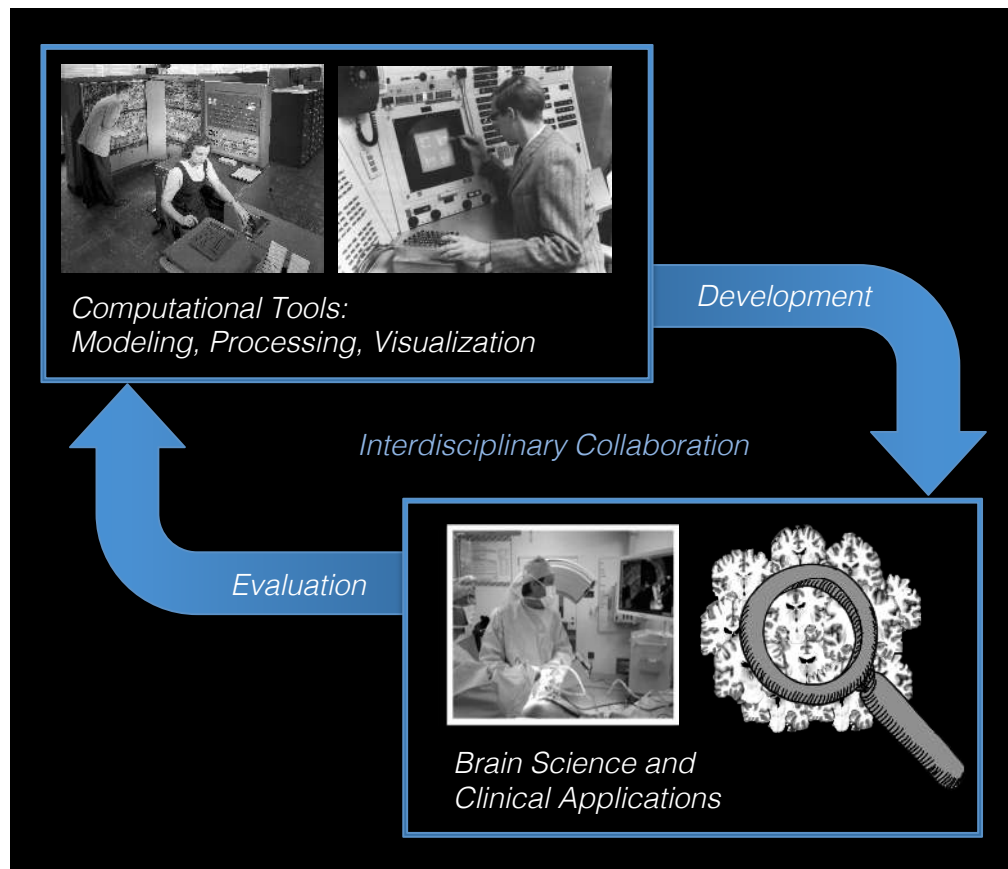 Computational Tools:
Modeling, Processing, Visualization
Development
Interdisciplinary Collaboration
Evaluation
Brain Science and
Clinical Applications